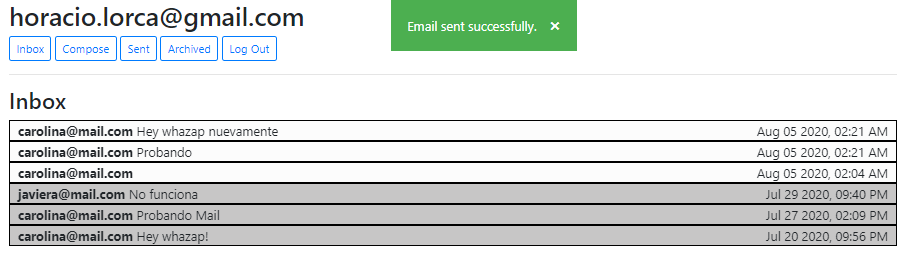 horacio.lorca@gmail.com
Email sent successfully. ×
Inbox Compose Sent Archived Log Out
Inbox
carolina@mail.com Hey whazap nuevamente Aug 05 2020, 02:21 AM
carolina@mail.com Probando Aug 05 2020, 02:21 AM
carolina@mail.com Aug 05 2020, 02:04 AM
javiera@mail.com No funciona Jul 29 2020, 09:40 PM
carolina@mail.com Probando Mail Jul 27 2020, 02:09 PM
carolina@mail.com Hey whazap! Jul 20 2020, 09:56 PM